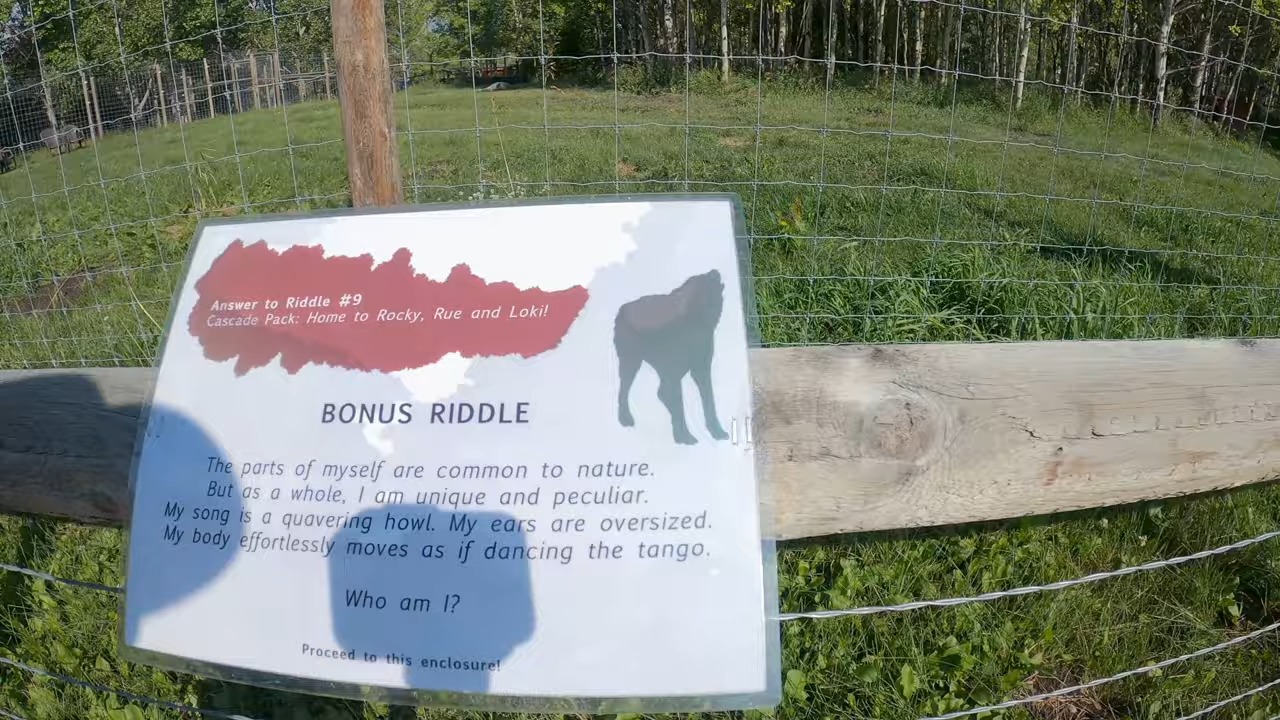 Answer to Riddle #9
Cascade Pack: Home to Rocky, Rue and Loki!
BONUS RIDDLE
The parts of myself are common to nature.
But as a whole, I am unique and peculiar.
My song is a quavering howl. My ears are oversized.
My body effortlessly moves as if dancing the tango.
Who am I?
Proceed to this enclosure!